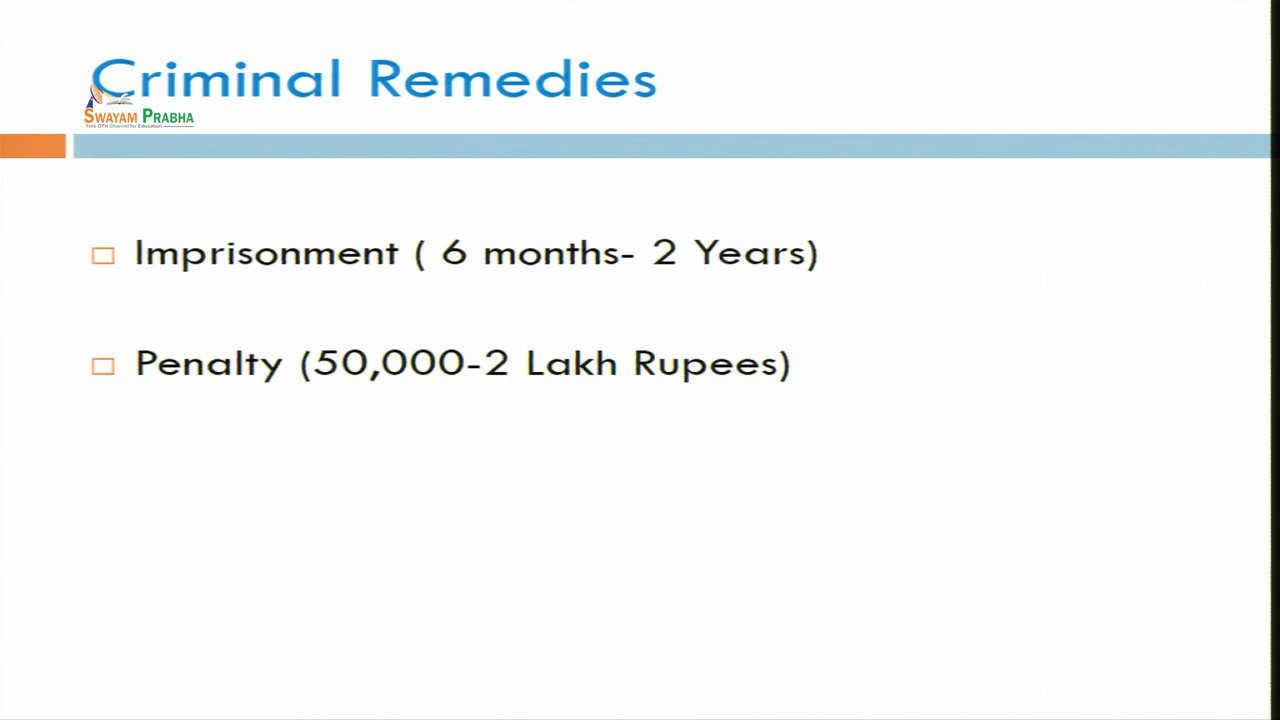 Criminal Remedies
SWAYAM PRABHA
Free DTH Channel for Education
Imprisonment ( 6 months- 2 Years)
Penalty (50,000-2 Lakh Rupees)